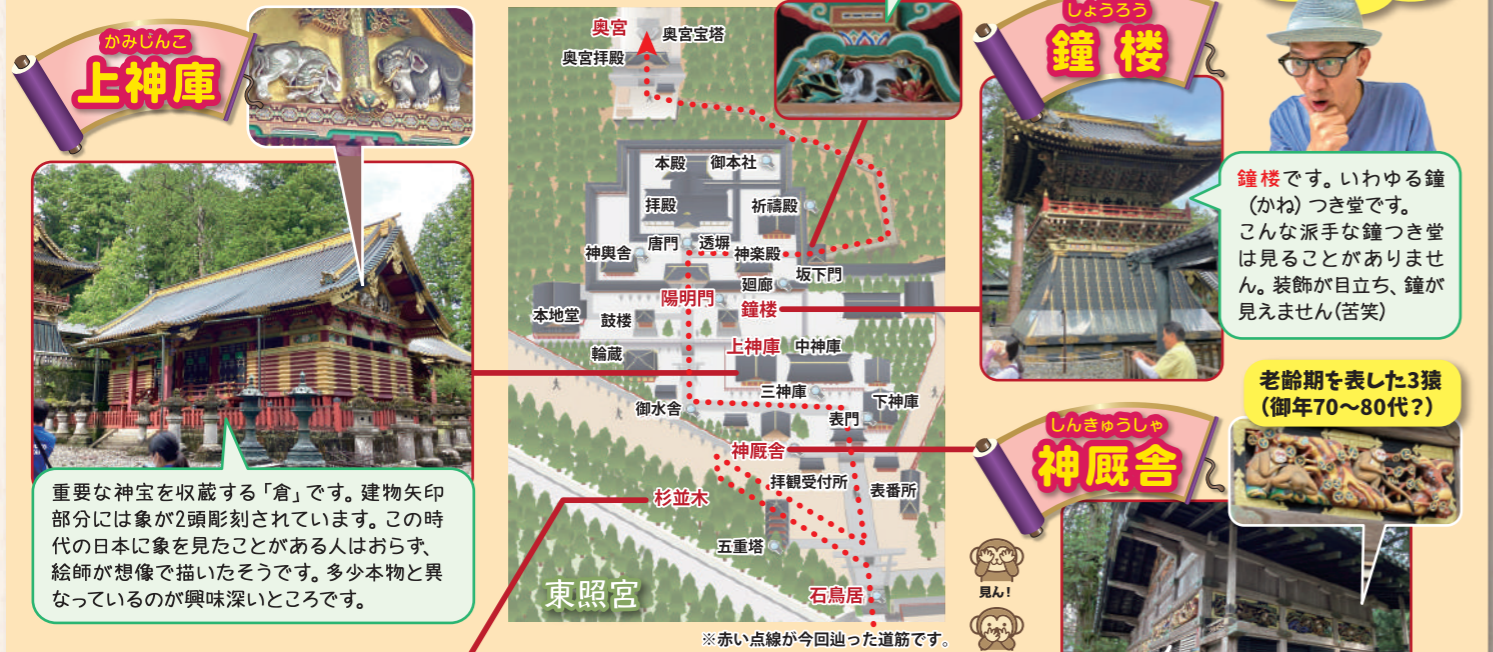 かみじんこ
上神庫
重要な神宝を収蔵する「倉」です。建物矢印
部分には象が2頭彫刻されています。この時
代の日本に象を見たことがある人はおらず、
絵師が想像で描いたそうです。多少本物と異
なっているのが興味深いところです。
奥宮
奥宮宝塔
奥宮拝殿
本殿
御本社
拝殿
祈禱殿
唐門
透塀
神輿舎
神楽殿
坂下門
廻廊
陽明門
鐘楼
本地堂
鼓楼
上神庫
中神庫
輪蔵
三神庫
下神庫
御水舎
表門
神厩舎
拝観受付所
表番所
杉並木
五重塔
石鳥居
東照宮
※赤い点線が今回辿った道筋です。
しょうろう
鐘楼
鐘楼です。いわゆる鐘
(かね)つき堂です。
こんな派手な鐘つき堂
は見ることがありませ
ん。装飾が目立ち、鐘が
見えません(苦笑)
老齢期を表した3猿
(御年70～80代?)
しんきゅうしゃ
神厩舎
見ん!